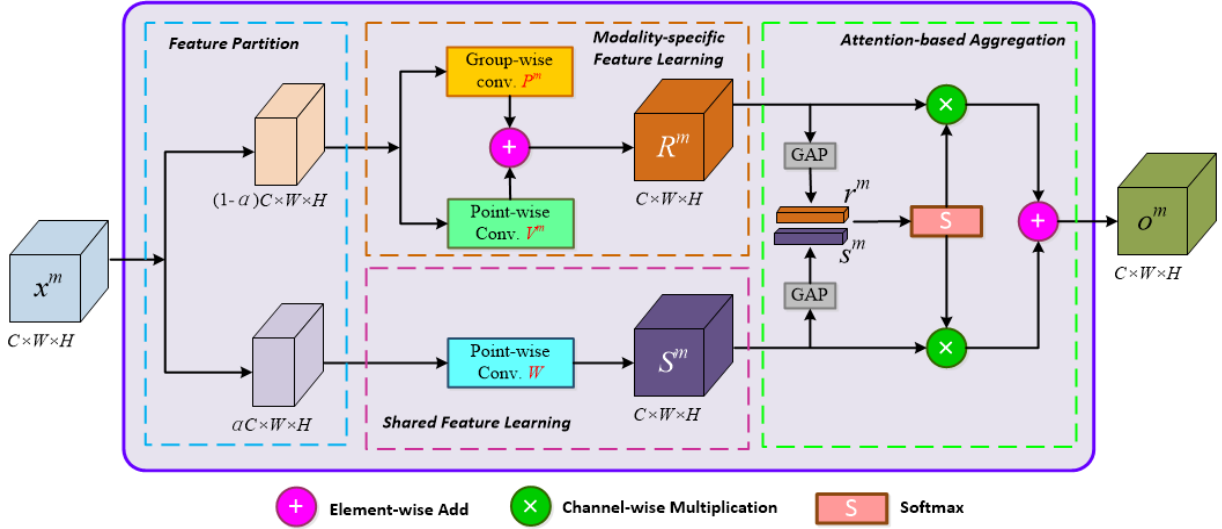 Feature Partition
Modality-specific
Feature Learning
Attention-based Aggregation
Group-wise
conv. P^m
+
R^m
×
GAP
(1-α)C×W×H
C×W×H
r^m
Point-wise
Conv. V^m
S
+
o^m
s^m
x^m
C×W×H
C×W×H
GAP
Point-wise
Conv. W
S^m
×
αC×W×H
Shared Feature Learning
C×W×H
+ Element-wise Add
× Channel-wise Multiplication
S Softmax